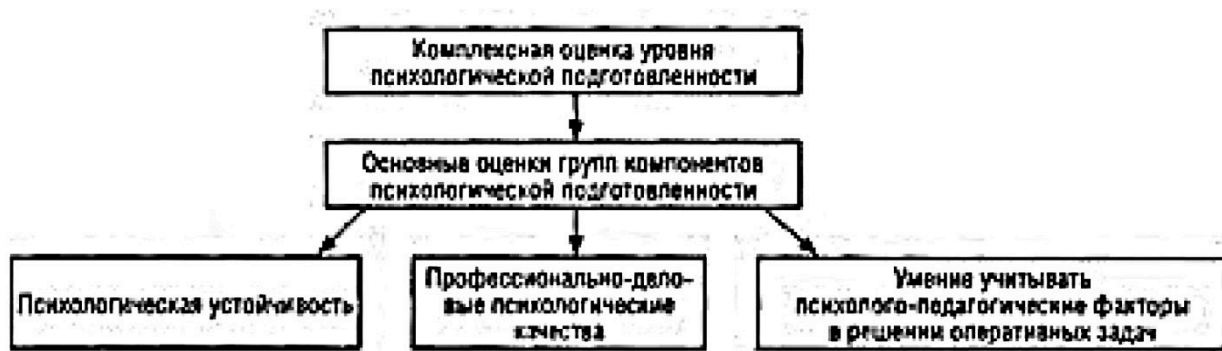 Комплексная оценка уровня
психологической подготовленности
Основные оценки групп компонентов
психологической подготовленности
Психологическая устойчивость
Профессионально-дело-
вые психологические
качества
Умение учитывать
психолого-педагогические факторы
в решении оперативных задач